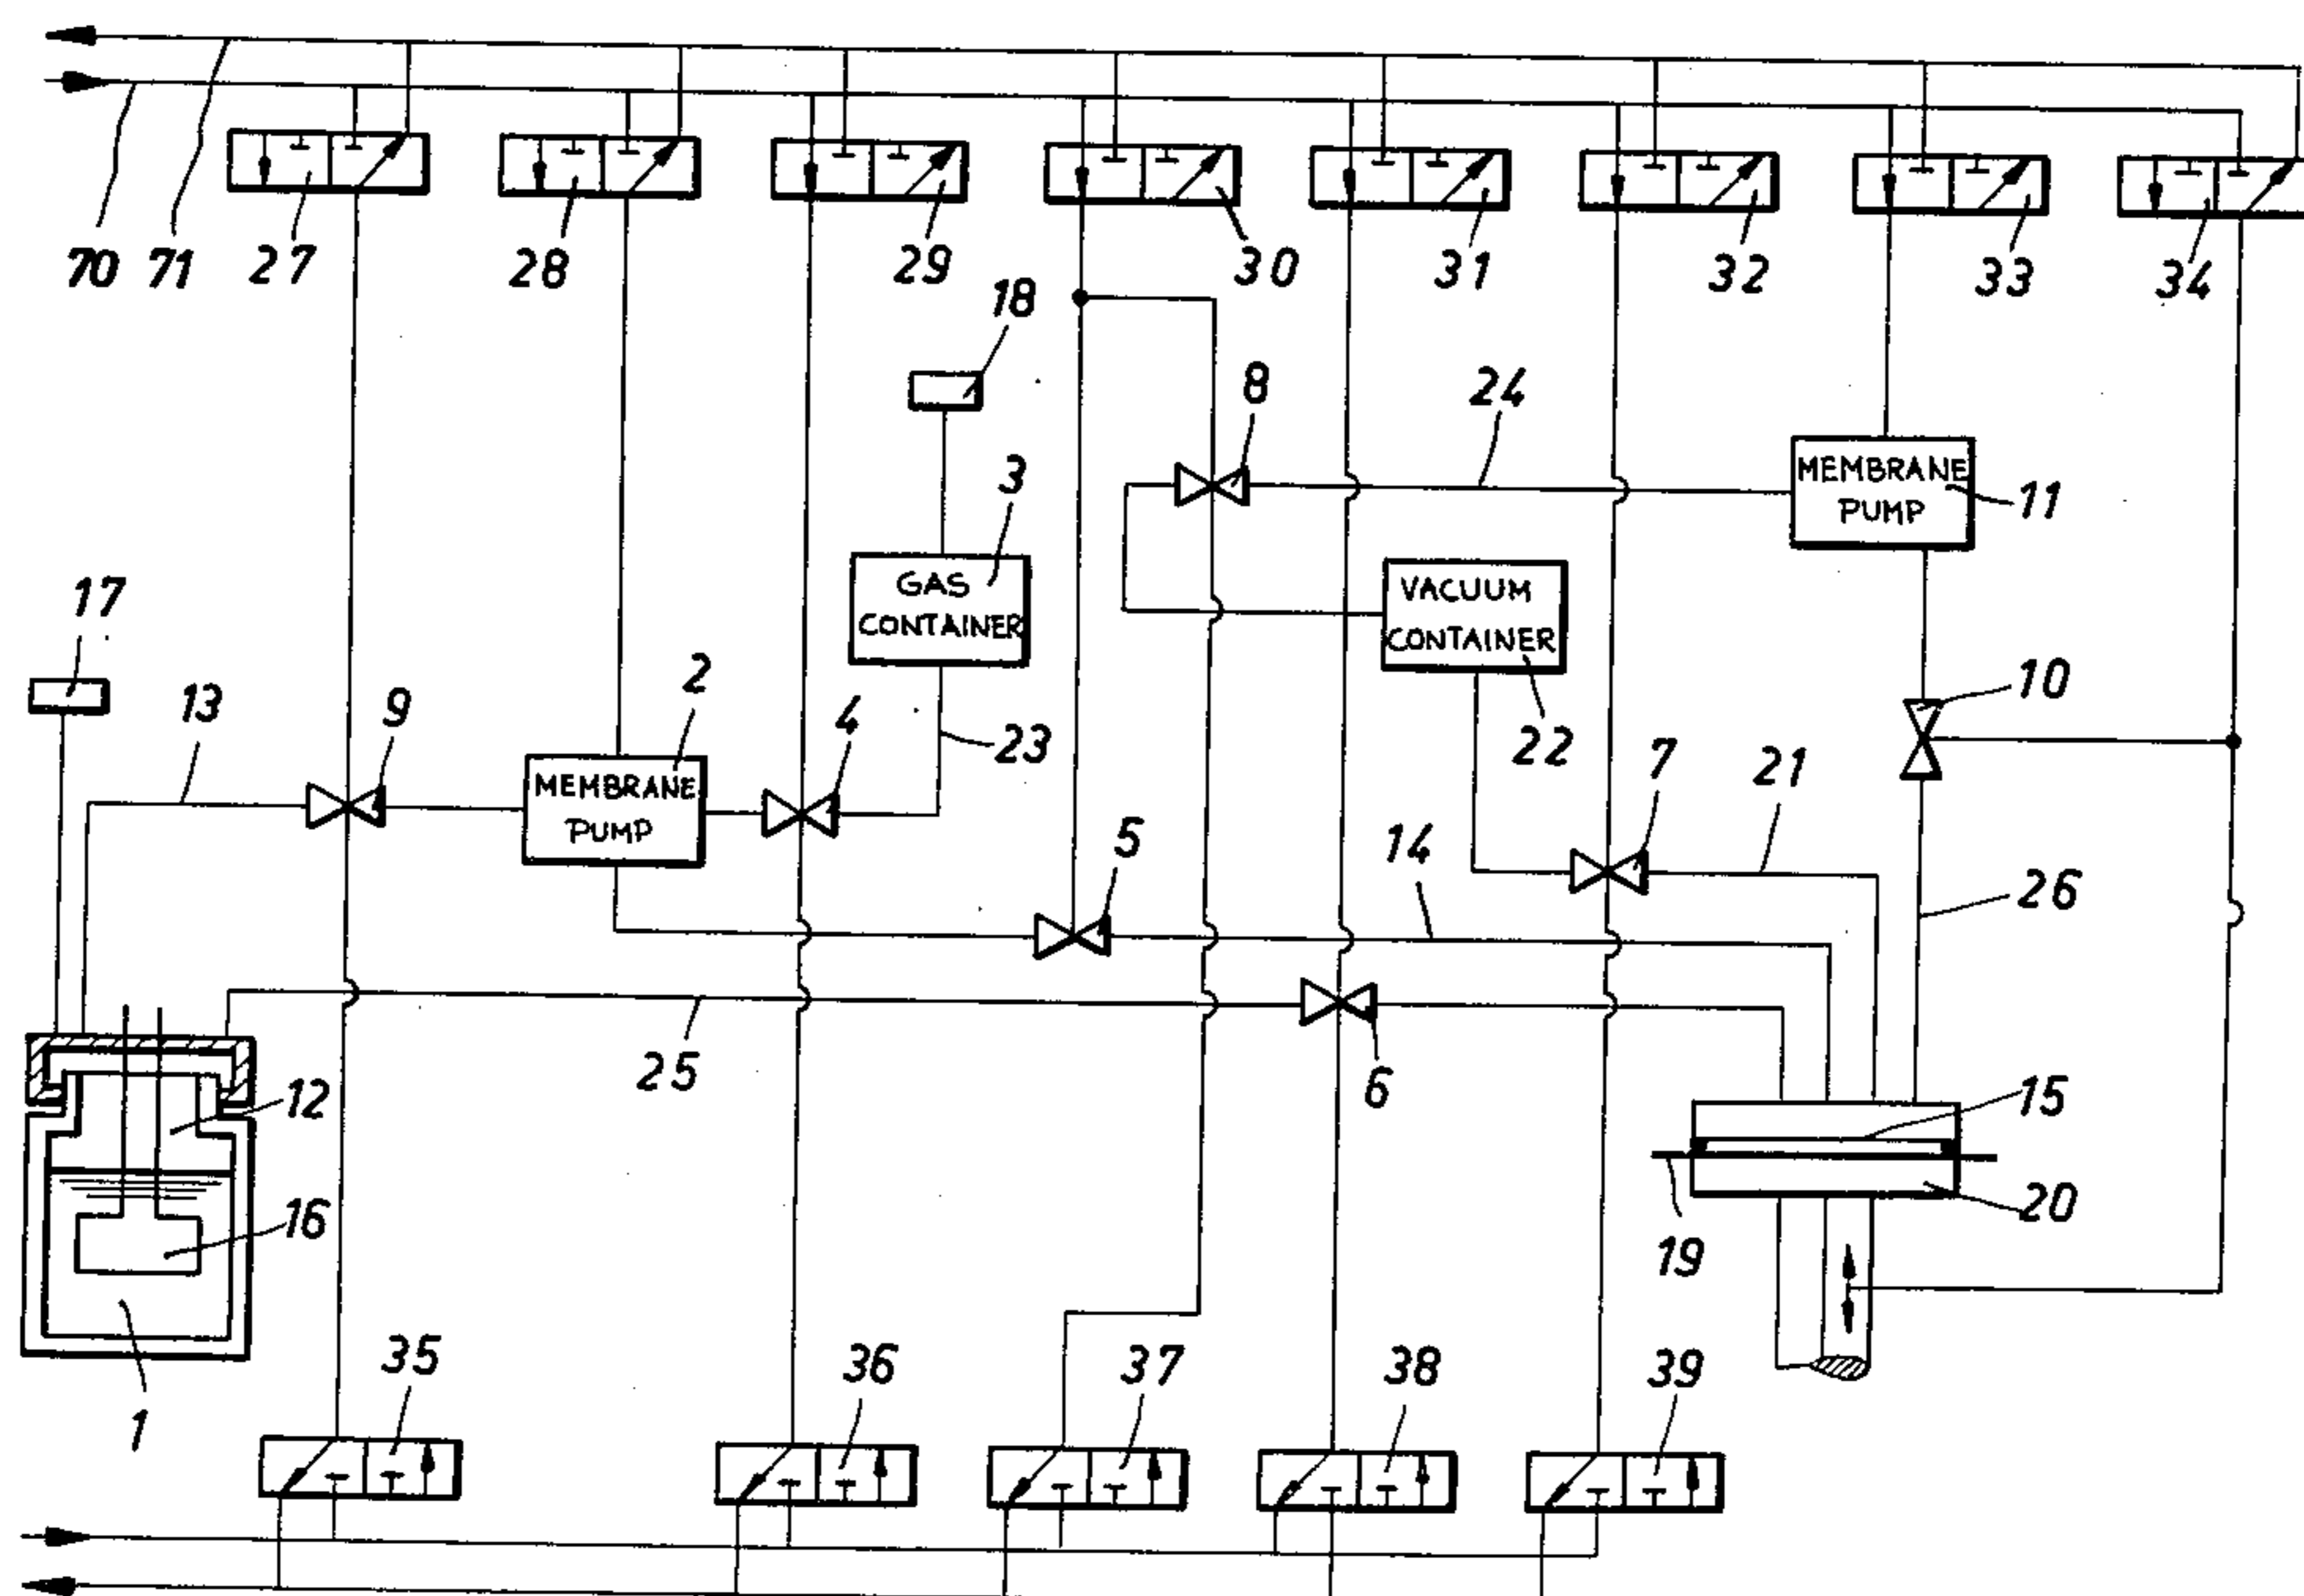 70 71 27 28 29 30 31 32 33 34
18
8 24
3
MEMBRANE
PUMP
11
GAS
CONTAINER
VACUUM
CONTAINER
17
13 9 2 4 23 22 7 21 10
MEMBRANE
PUMP
5 14 26
25 6
12 15
16 20
19
1
35 36 37 38 39